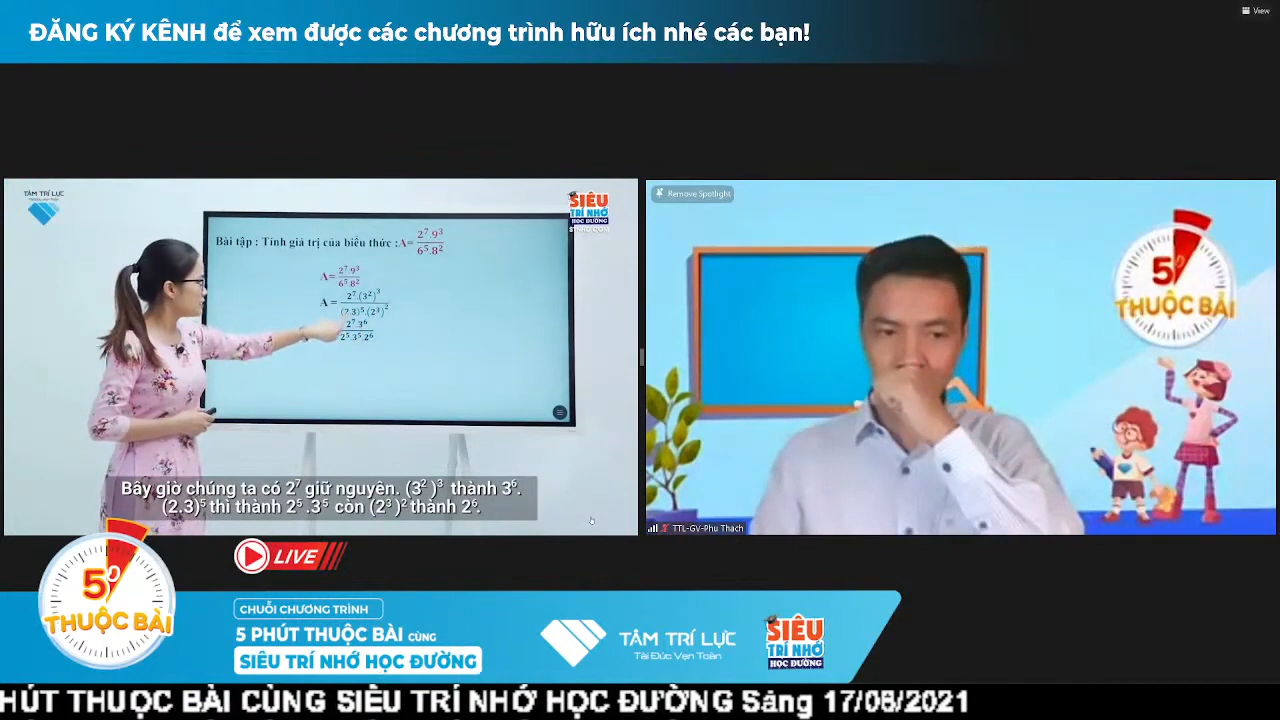 View
ĐĂNG KÝ KÊNH để xem được các chương trình hữu ích nhé các bạn!
TÂM TRÍ LỰC
SIÊU
TRÍ NHỚ
HỌC ĐƯỜNG
Bài tập : Tính giá trị của biểu thức :A= 2⁷.9³ / 6⁵.8²
A= 2⁷.9³ / 6⁵.8²
A = 2⁷.(3²)³ / (2.3)⁵.(2³)²
2⁷.3⁶ / 2⁵.3⁵.2⁶
Bây giờ chúng ta có 2⁷ giữ nguyên. (3²)³ thành 3⁶.
(2.3)⁵ thì thành 2⁵.3⁵ còn (2³)² thành 2⁶.
Remove Spotlight
5⁰
THUỘC BÀI
TTL-GV-Phu Thach
LIVE
5⁰
THUỘC BÀI
CHUỖI CHƯƠNG TRÌNH
5 PHÚT THUỘC BÀI CÙNG
SIÊU TRÍ NHỚ HỌC ĐƯỜNG
TÂM TRÍ LỰC
Tài Đức Vẹn Toàn
SIÊU
TRÍ NHỚ
HỌC ĐƯỜNG
HÚT THUỘC BÀI CÙNG SIÊU TRÍ NHỚ HỌC ĐƯỜNG Sáng 17/08/2021